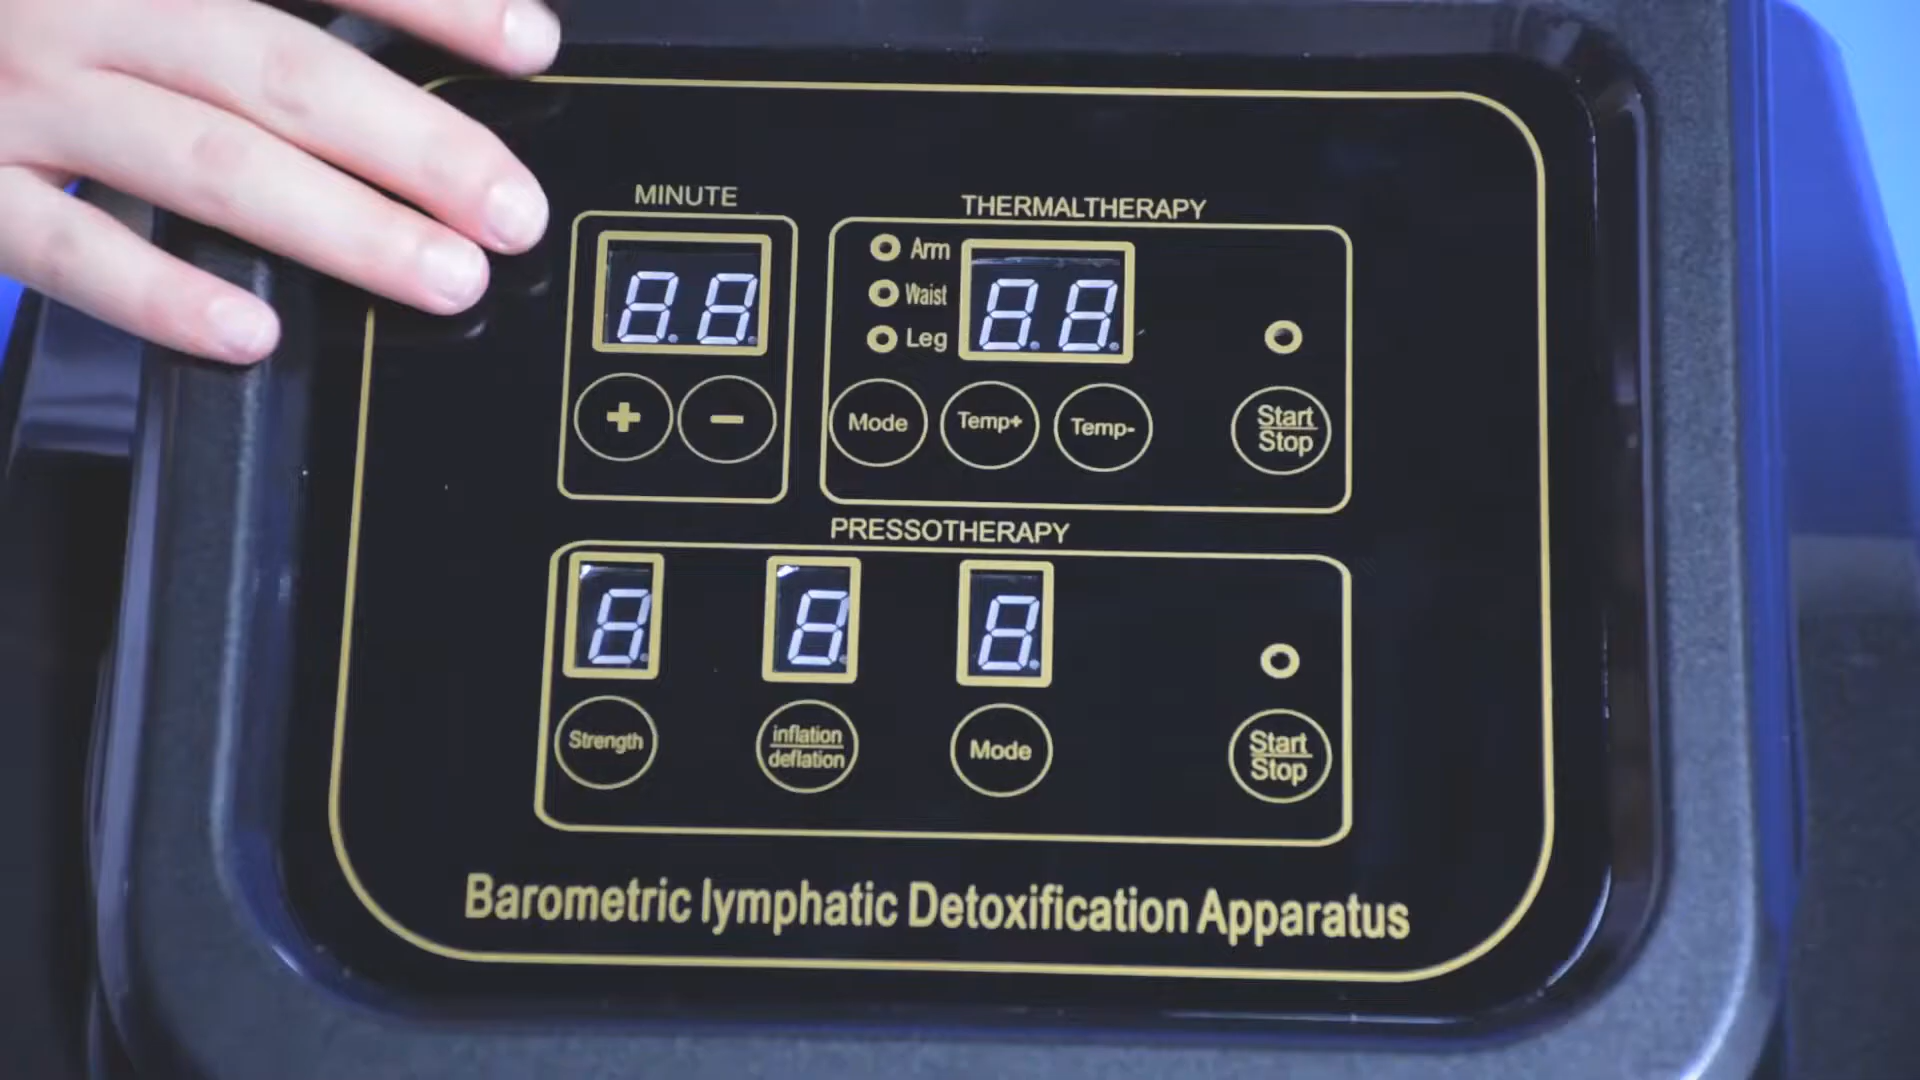 MINUTE
THERMALTHERAPY
Arm
Waist
Leg
+
-
Mode
Temp+
Temp-
Start
Stop
PRESSOTHERAPY
Strength
inflation
deflation
Mode
Start
Stop
Barometric lymphatic Detoxification Apparatus